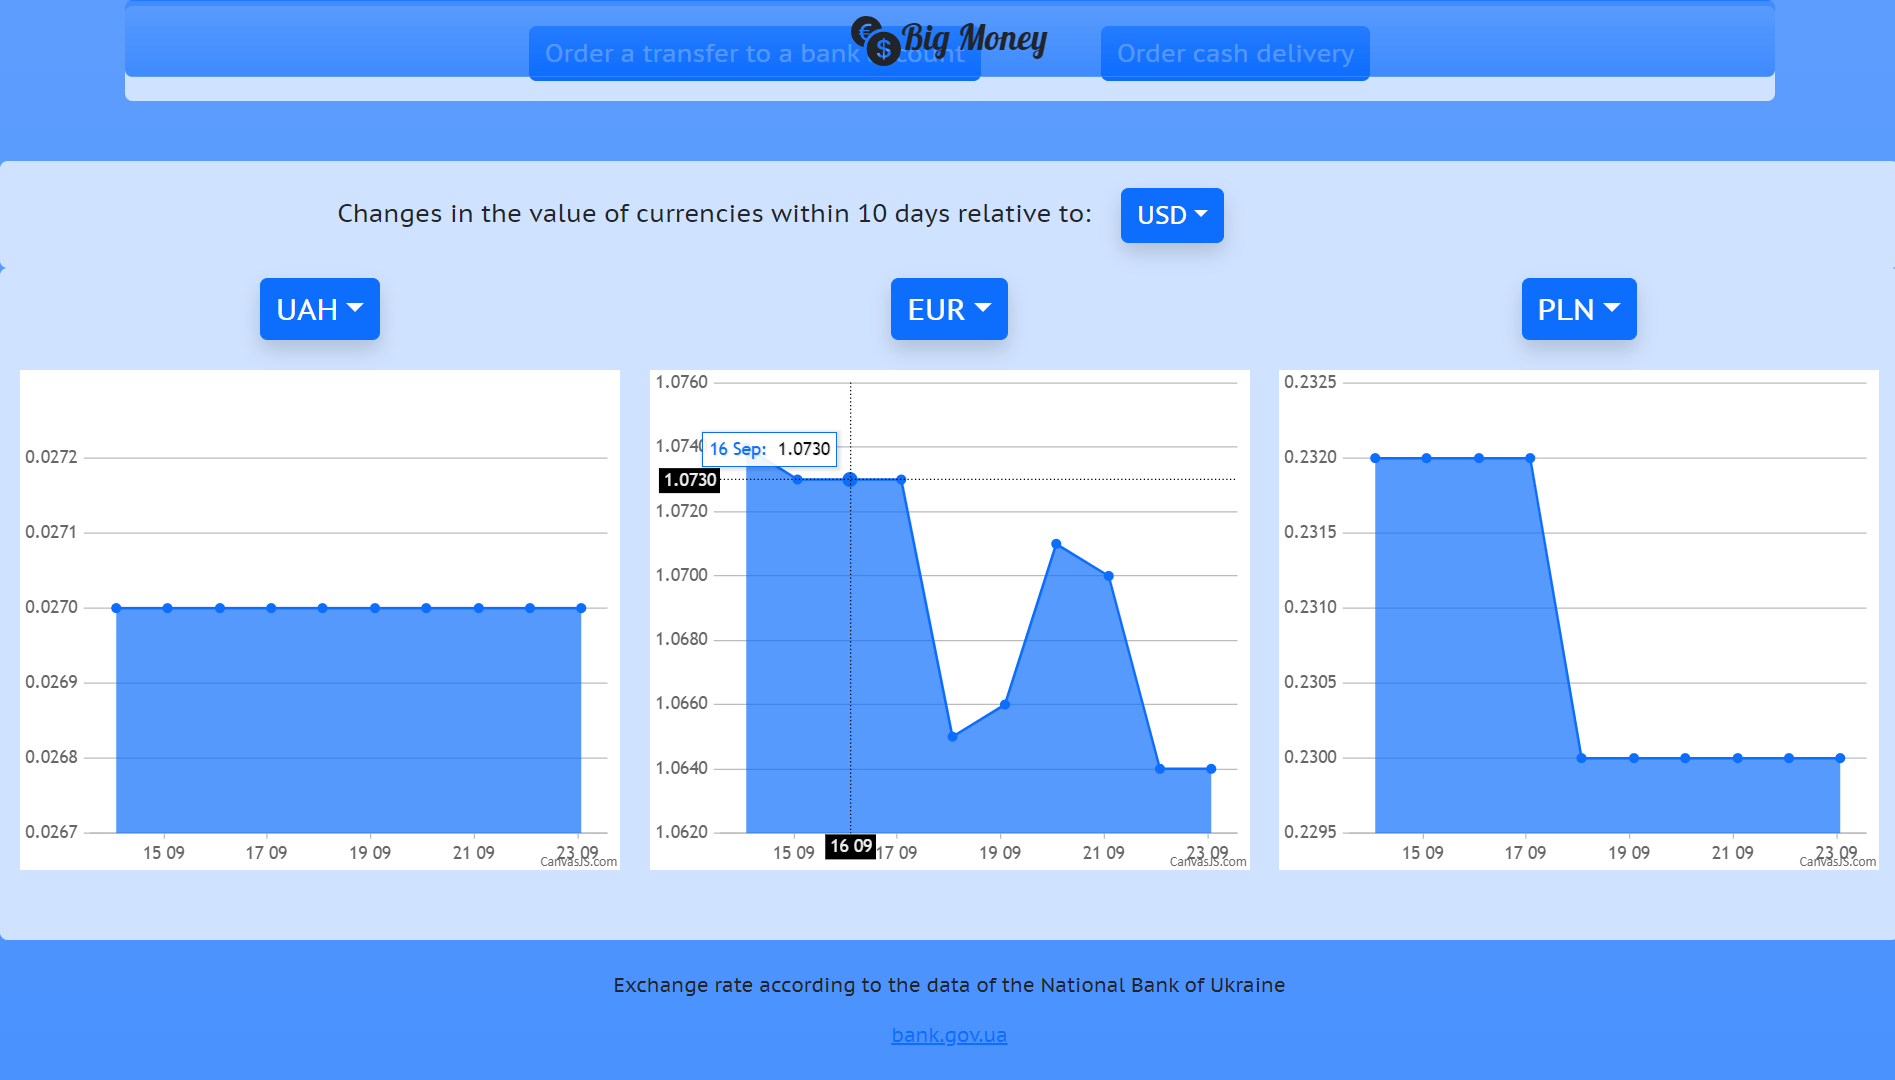 Order a transfer to a bank account
Big Money
Order cash delivery
Changes in the value of currencies within 10 days relative to:
USD
UAH
EUR
PLN
0.0272
0.0271
0.0270
0.0269
0.0268
0.0267
15 09
17 09
19 09
21 09
23 09
CanvasJS.com
1.0760
1.0740
16 Sep: 1.0730
1.0730
1.0720
1.0700
1.0680
1.0660
1.0640
1.0620
15 09
16 09
17 09
19 09
21 09
23 09
CanvasJS.com
0.2325
0.2320
0.2315
0.2310
0.2305
0.2300
0.2295
15 09
17 09
19 09
21 09
23 09
CanvasJS.com
Exchange rate according to the data of the National Bank of Ukraine
bank.gov.ua